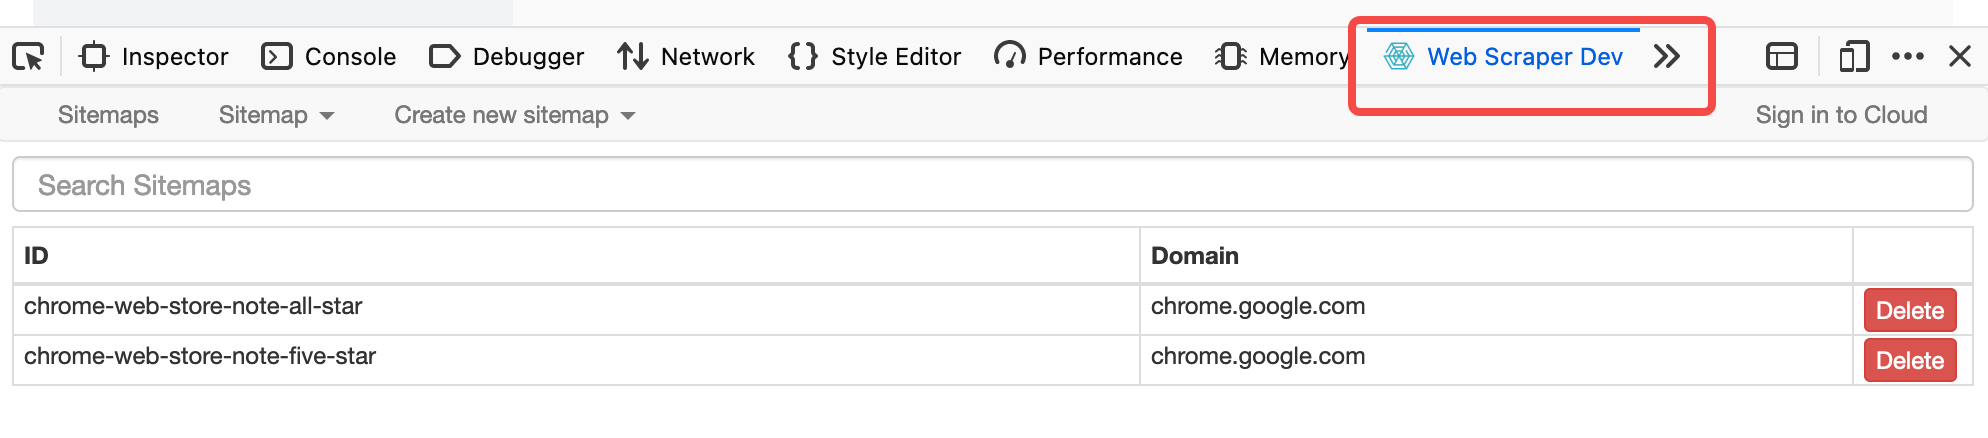 Inspector Console Debugger Network Style Editor Performance Memory Web Scraper Dev
Sitemaps Sitemap Create new sitemap Sign in to Cloud
Search Sitemaps
ID Domain
chrome-web-store-note-all-star chrome.google.com Delete
chrome-web-store-note-five-star chrome.google.com Delete